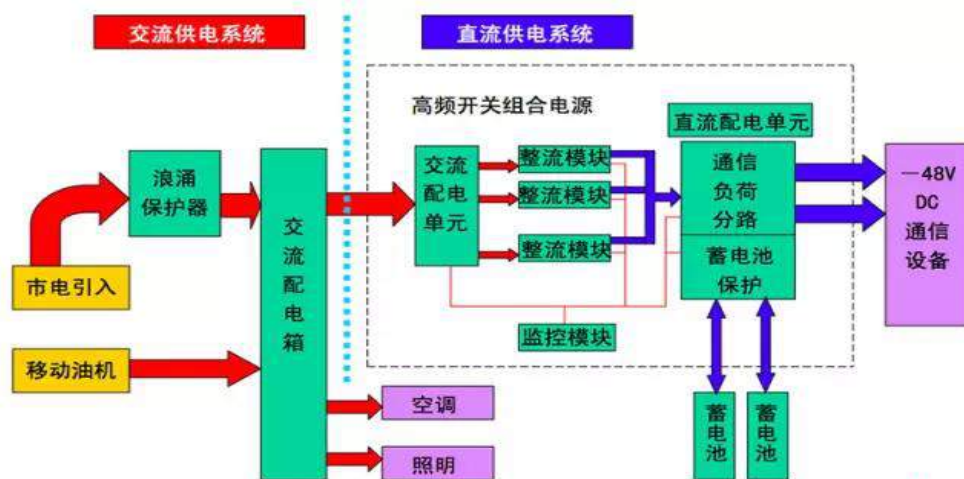 交流供电系统
直流供电系统
高频开关组合电源
直流配电单元
浪涌
保护器
市电引入
移动油机
交
流
配
电
箱
交流
配电
单元
整流模块
整流模块
整流模块
监控模块
通信
负荷
分路
蓄电池
保护
—48V
DC
通信
设备
空调
照明
蓄
电
池
蓄
电
池